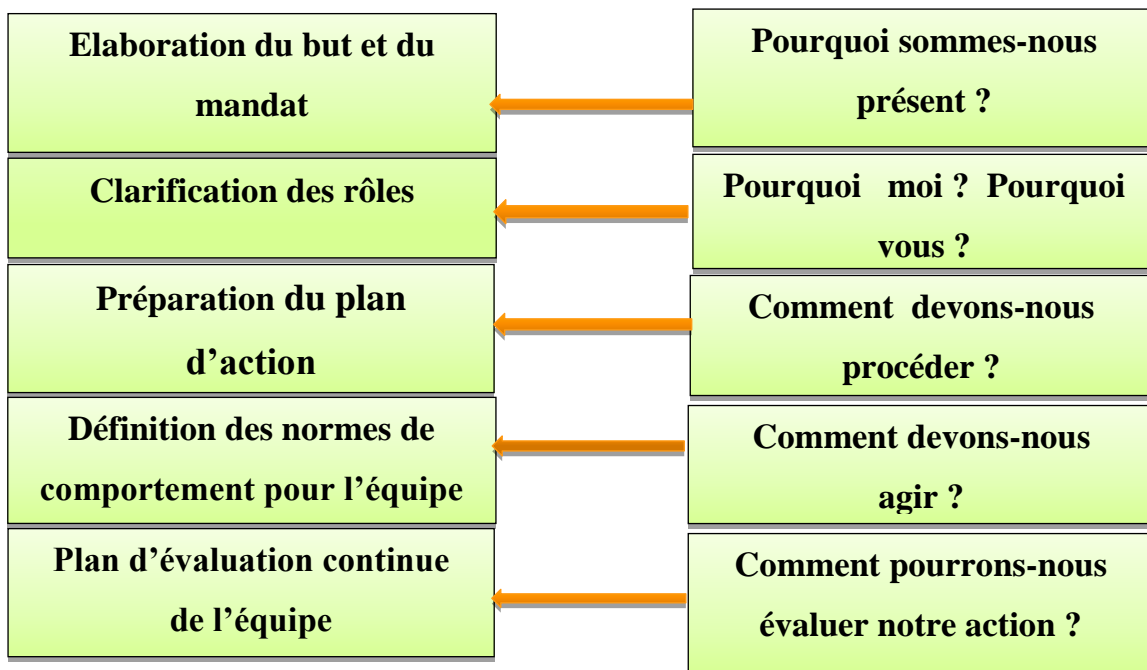 Elaboration du but et du
mandat
Pourquoi sommes-nous
présent ?
Clarification des rôles
Pourquoi moi ? Pourquoi
vous ?
Préparation du plan
d’action
Comment devons-nous
procéder ?
Définition des normes de
comportement pour l’équipe
Comment devons-nous
agir ?
Plan d’évaluation continue
de l’équipe
Comment pourrons-nous
évaluer notre action ?